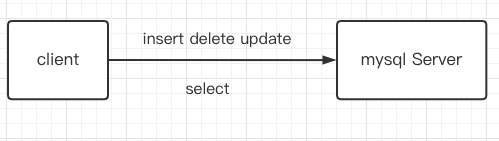 insert delete update
client
mysql Server
select